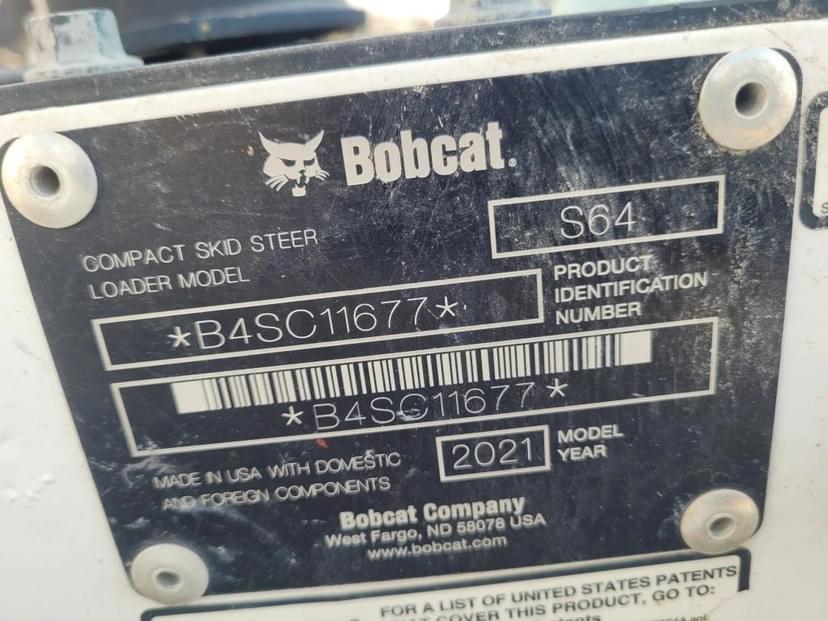 Bobcat.
COMPACT SKID STEER
LOADER MODEL
S64
*B4SC11677*
PRODUCT
IDENTIFICATION
NUMBER
*B4SC11677*
MADE IN USA WITH DOMESTIC
AND FOREIGN COMPONENTS
2021
MODEL
YEAR
Bobcat Company
West Fargo, ND 58078 USA
www.bobcat.com
FOR A LIST OF UNITED STATES PATENTS
COVER THIS PRODUCT, GO TO: